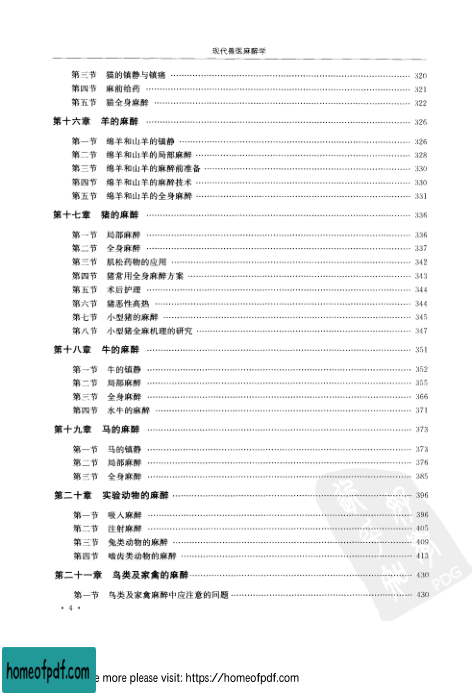 现代兽医麻醉学
第三节 猫的镇静与镇痛 320
第四节 麻前给药 321
第五节 猫全身麻醉 322
第十六章 羊的麻醉 326
第一节 绵羊和山羊的镇静 326
第二节 绵羊和山羊的局部麻醉 328
第三节 绵羊和山羊的麻醉前准备 330
第四节 绵羊和山羊的麻醉技术 330
第五节 绵羊和山羊的全身麻醉 331
第十七章 猪的麻醉 336
第一节 局部麻醉 336
第二节 全身麻醉 337
第三节 肌松药物的应用 342
第四节 猪常用全身麻醉方案 343
第五节 术后护理 344
第六节 猪恶性高热 344
第七节 小型猪的麻醉 345
第八节 小型猪全麻机理的研究 347
第十八章 牛的麻醉 351
第一节 牛的镇静 352
第二节 局部麻醉 355
第三节 全身麻醉 366
第四节 水牛的麻醉 371
第十九章 马的麻醉 373
第一节 马的镇静 373
第二节 局部麻醉 376
第三节 全身麻醉 385
第二十章 实验动物的麻醉 396
第一节 吸入麻醉 396
第二节 注射麻醉 405
第三节 兔类动物的麻醉 409
第四节 啮齿类动物的麻醉 413
第二十一章 鸟类及家禽的麻醉 430
第一节 鸟类及家禽麻醉中应注意的问题 430
· 4 ·
PDG
homeofpdf.com
e more please visit: https://homeofpdf.com